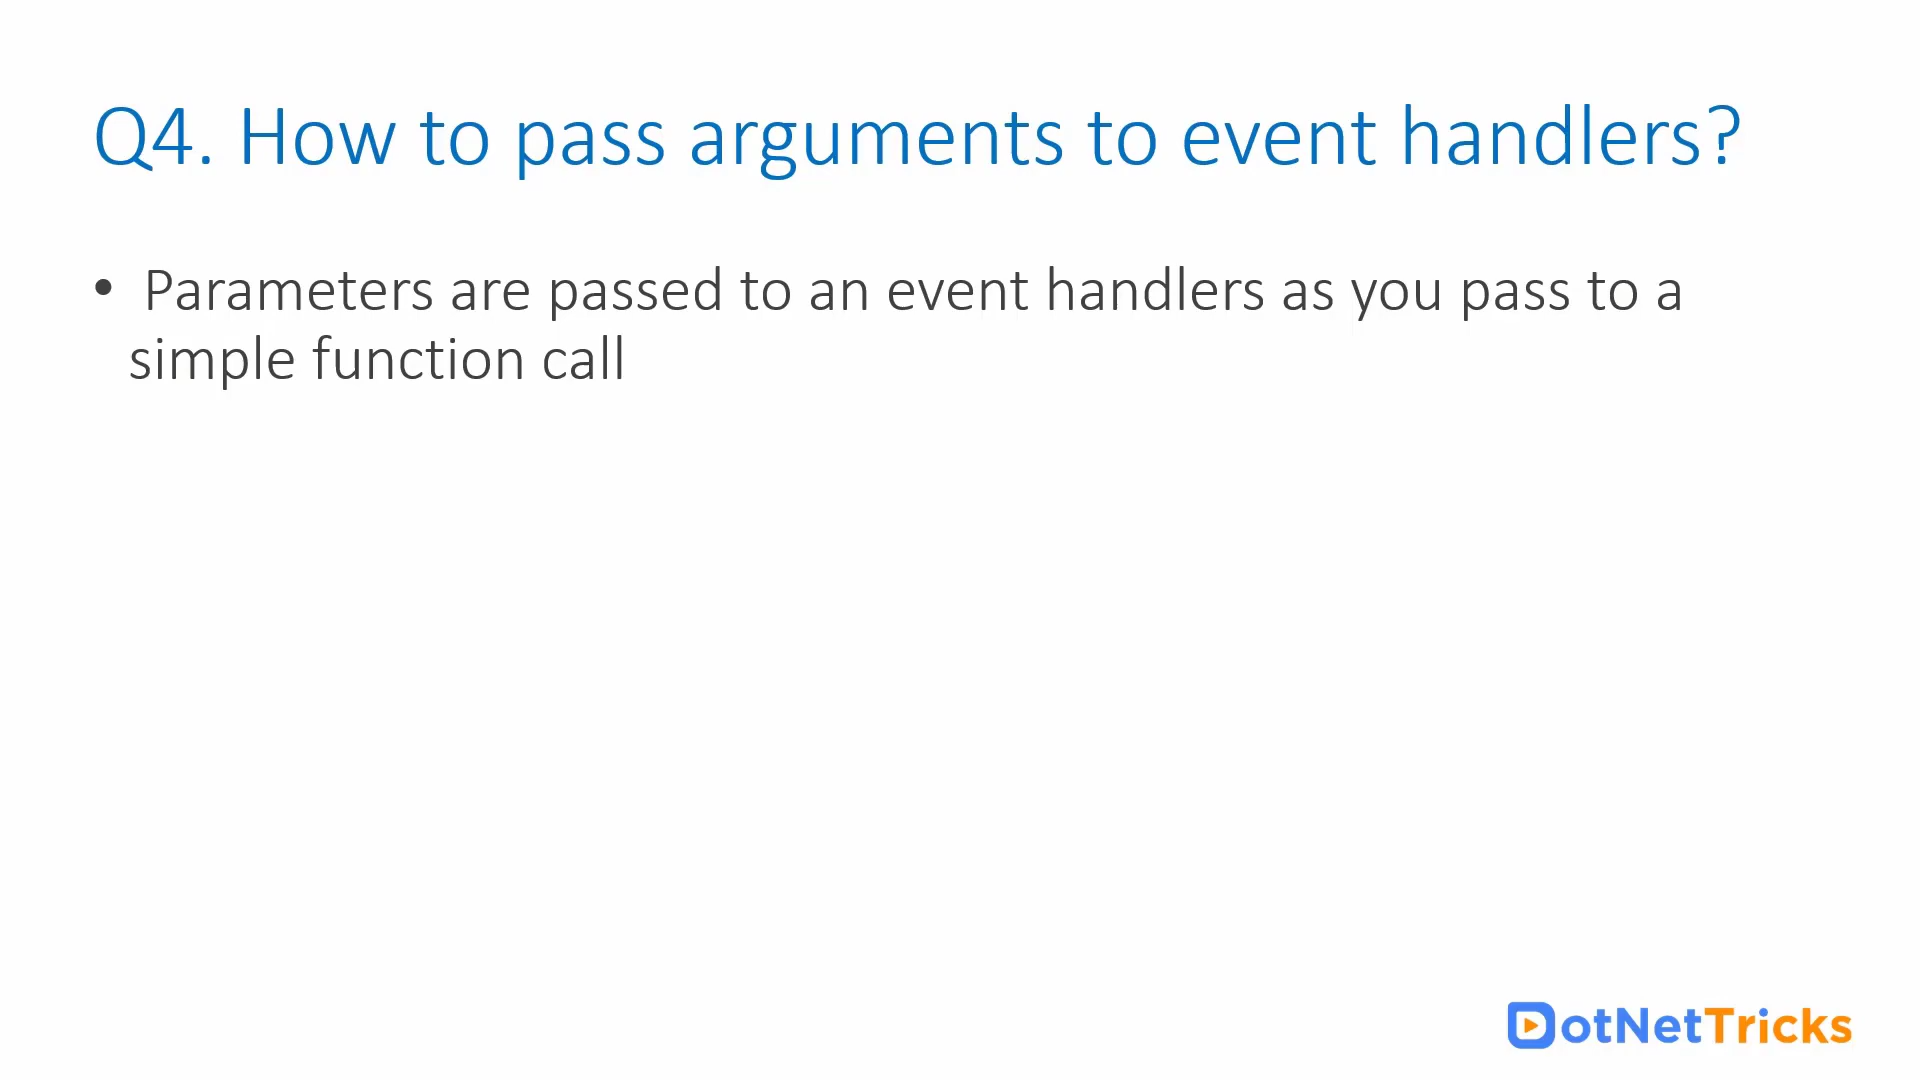 Q4. How to pass arguments to event handlers?
• Parameters are passed to an event handlers as you pass to a
simple function call
DotNetTricks